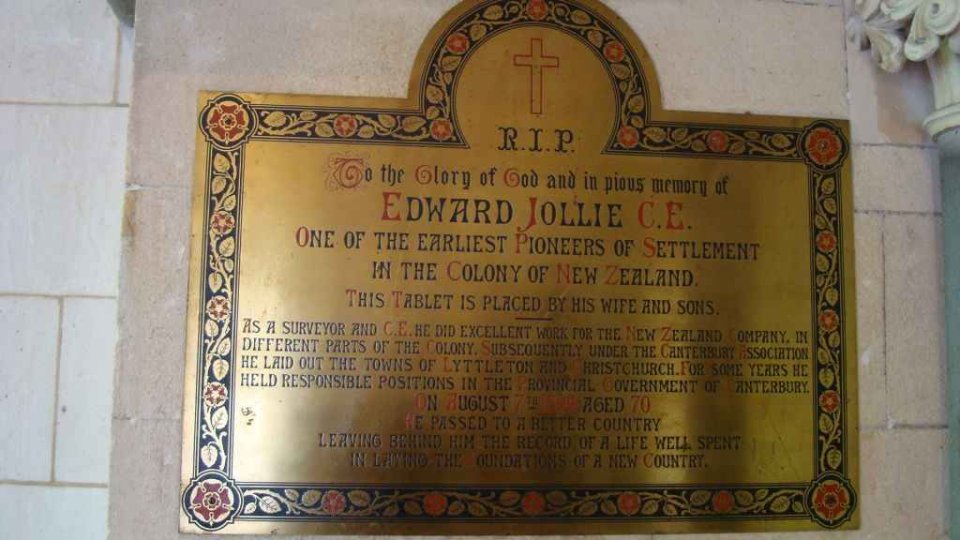 R.I.P.
To the Glory of God and in pious memory of
EDWARD JOLLIE C.E.
ONE OF THE EARLIEST PIONEERS OF SETTLEMENT
IN THE COLONY OF NEW ZEALAND.
THIS TABLET IS PLACED BY HIS WIFE AND SONS.
AS A SURVEYOR AND C.E. HE DID EXCELLENT WORK FOR THE NEW ZEALAND COMPANY, IN
DIFFERENT PARTS OF THE COLONY. SUBSEQUENTLY UNDER THE CANTERBURY ASSOCIATION
HE LAID OUT THE TOWNS OF LYTTLETON AND CHRISTCHURCH. FOR SOME YEARS HE
HELD RESPONSIBLE POSITIONS IN THE PROVINCIAL GOVERNMENT OF CANTERBURY.
ON AUGUST 7TH AGED 70
HE PASSED TO A BETTER COUNTRY
LEAVING BEHIND HIM THE RECORD OF A LIFE WELL SPENT
IN LAYING THE FOUNDATIONS OF A NEW COUNTRY.